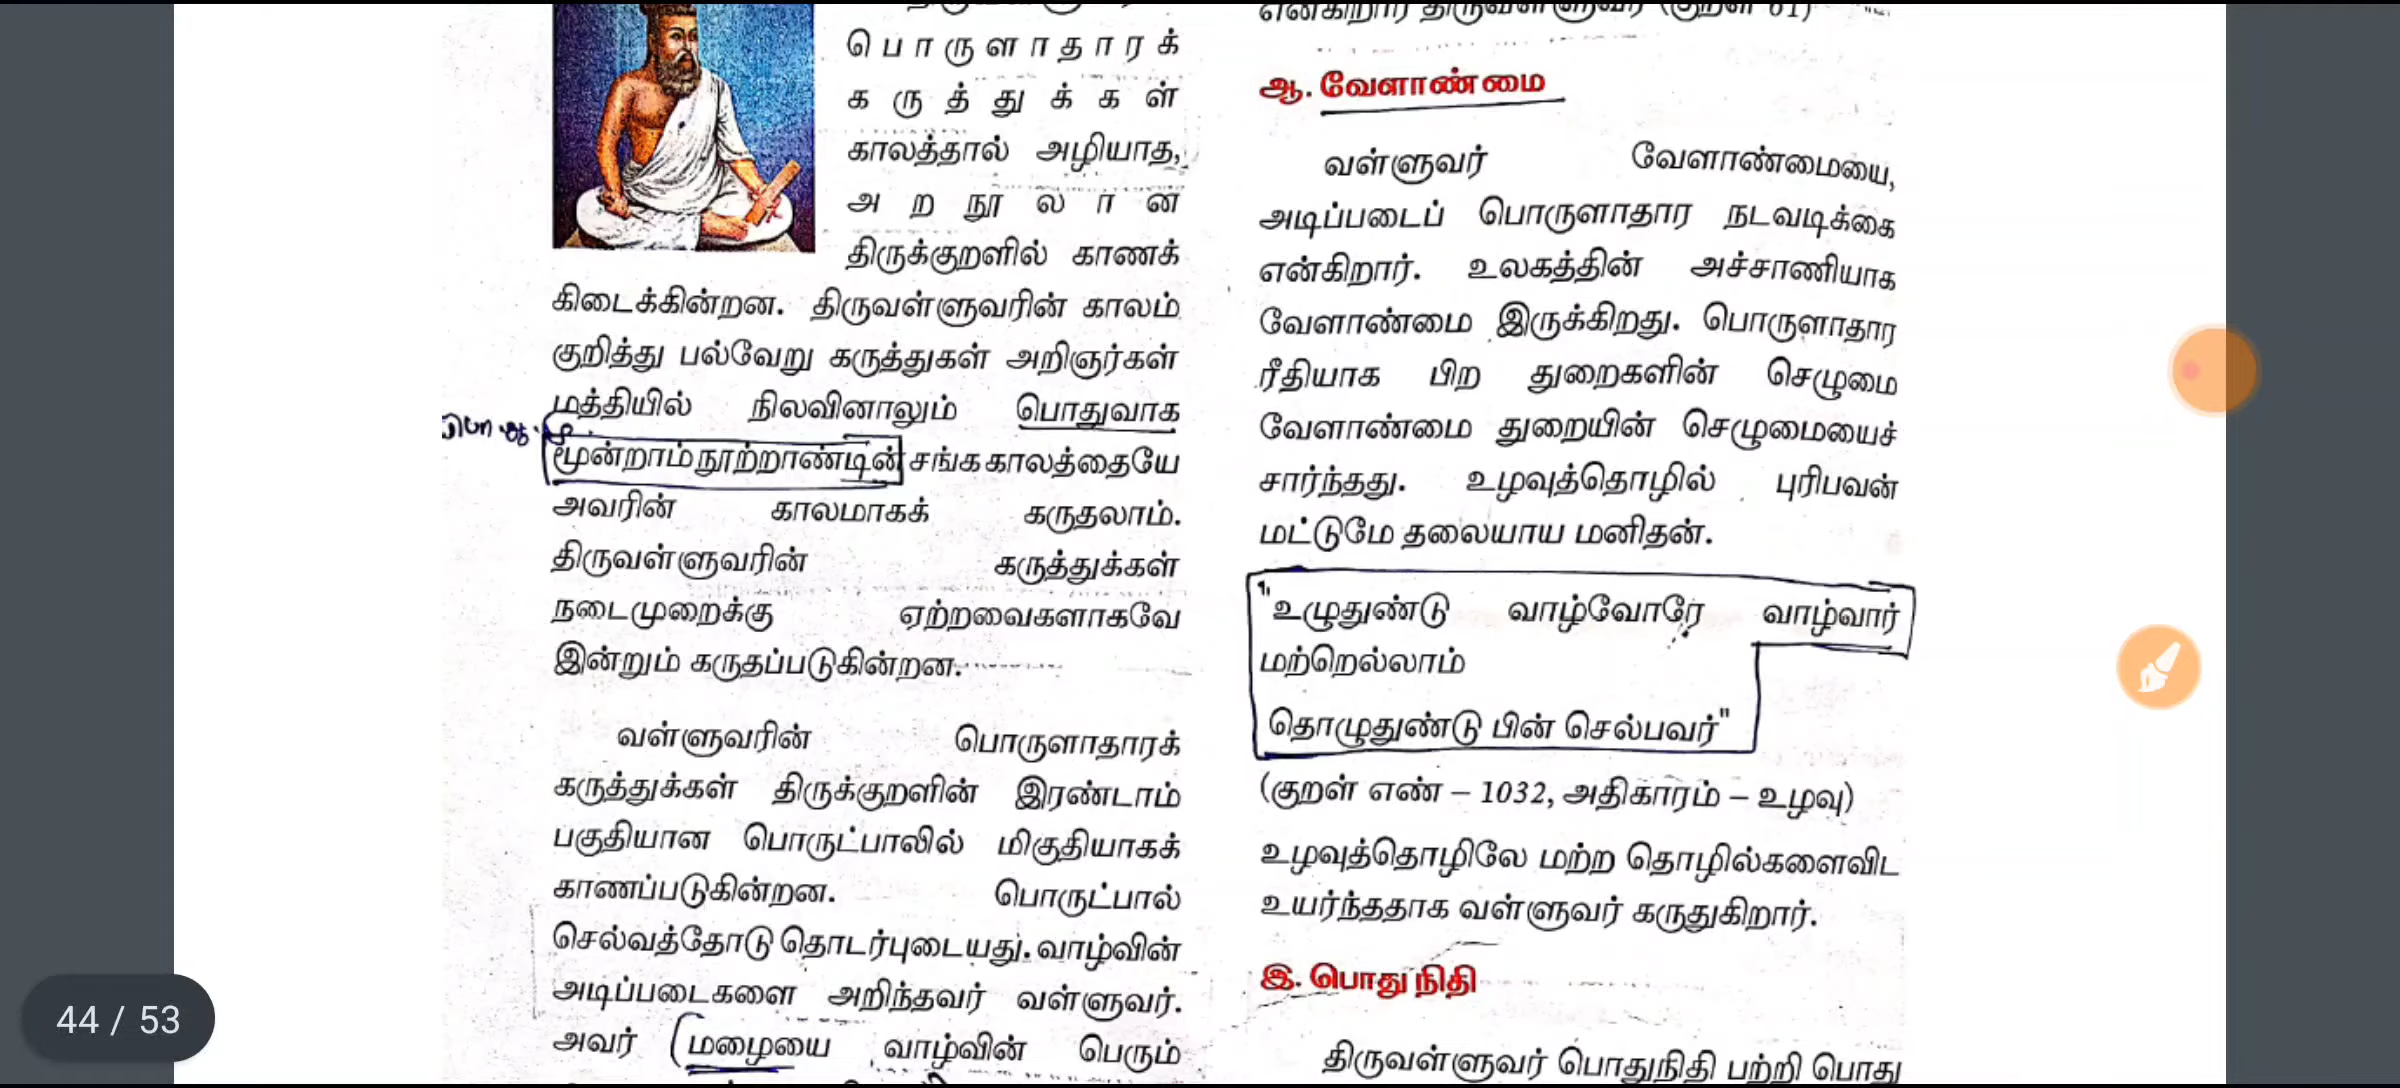 பொருளாதாரக்
கருத்துக்கள்
காலத்தால் அழியாத,
அறநூலான
திருக்குறளில் காணக்
கிடைக்கின்றன. திருவள்ளுவரின் காலம்
குறித்து பல்வேறு கருத்துகள் அறிஞர்கள்
மத்தியில் நிலவினாலும் பொதுவாக
மூன்றாம் நூற்றாண்டின் சங்க காலத்தையே
அவரின் காலமாகக் கருதலாம்.
திருவள்ளுவரின் கருத்துக்கள்
நடைமுறைக்கு ஏற்றவைகளாகவே
இன்றும் கருதப்படுகின்றன.
வள்ளுவரின் பொருளாதாரக்
கருத்துக்கள் திருக்குறளின் இரண்டாம்
பகுதியான பொருட்பாலில் மிகுதியாகக்
காணப்படுகின்றன. பொருட்பால்
செல்வத்தோடு தொடர்புடையது. வாழ்வின்
அடிப்படைகளை அறிந்தவர் வள்ளுவர்.
அவர் மழையை வாழ்வின் பெரும்
என்கிறார் திருவள்ளுவர் (குறள் 61)
ஆ. வேளாண்மை
வள்ளுவர் வேளாண்மையை,
அடிப்படைப் பொருளாதார நடவடிக்கை
என்கிறார். உலகத்தின் அச்சாணியாக
வேளாண்மை இருக்கிறது. பொருளாதார
ரீதியாக பிற துறைகளின் செழுமை
வேளாண்மை துறையின் செழுமையைச்
சார்ந்தது. உழவுத்தொழில் புரிபவன்
மட்டுமே தலையாய மனிதன்.
"உழுதுண்டு வாழ்வோரே வாழ்வார்
மற்றெல்லாம்
தொழுதுண்டு பின் செல்பவர்"
(குறள் எண் – 1032, அதிகாரம் – உழவு)
உழவுத்தொழிலே மற்ற தொழில்களைவிட
உயர்ந்ததாக வள்ளுவர் கருதுகிறார்.
இ. பொது நிதி
திருவள்ளுவர் பொதுநிதி பற்றி பொது
44 / 53